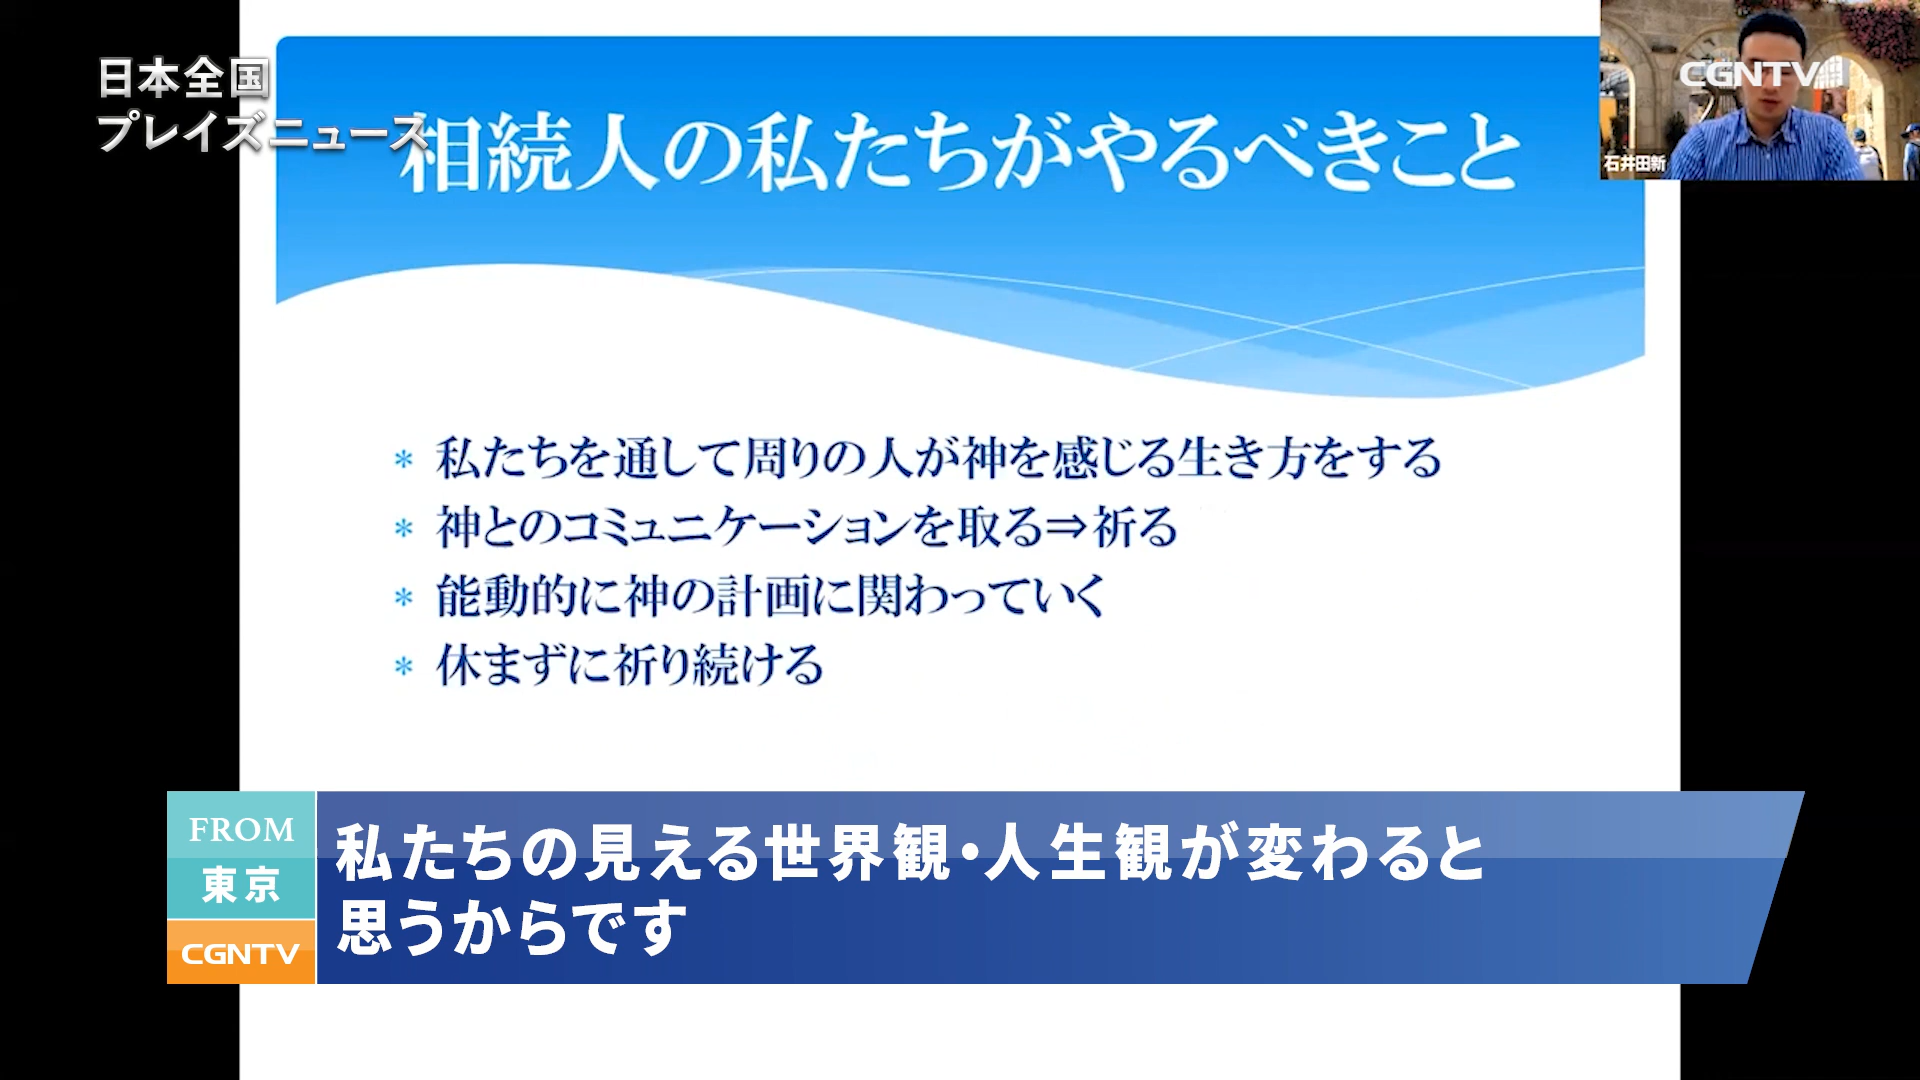 日本全国
プレイズニュース
CGNTV
石井田新
相続人の私たちがやるべきこと
* 私たちを通して周りの人が神を感じる生き方をする
* 神とのコミュニケーションを取る⇒祈る
* 能動的に神の計画に関わっていく
* 休まずに祈り続ける
FROM
東京
CGNTV
私たちの見える世界観・人生観が変わると
思うからです